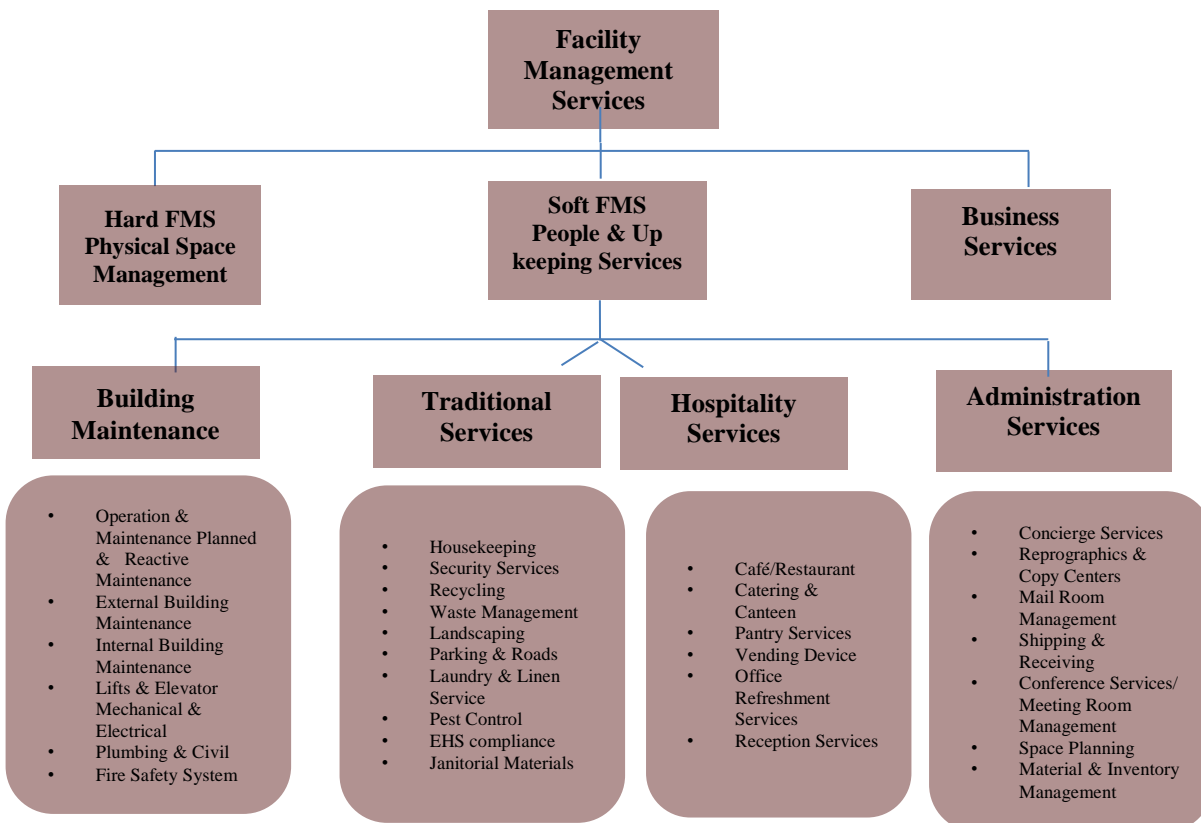 Facility
Management
Services
Hard FMS
Physical Space
Management
Soft FMS
People & Up
keeping Services
Business
Services
Building
Maintenance
Traditional
Services
Hospitality
Services
Administration
Services
• Operation &
Maintenance Planned
& Reactive
Maintenance
• External Building
Maintenance
• Internal Building
Maintenance
• Lifts & Elevator
Mechanical &
Electrical
• Plumbing & Civil
• Fire Safety System
• Housekeeping
• Security Services
• Recycling
• Waste Management
• Landscaping
• Parking & Roads
• Laundry & Linen
Service
• Pest Control
• EHS compliance
• Janitorial Materials
• Café/Restaurant
• Catering &
Canteen
• Pantry Services
• Vending Device
• Office
Refreshment
Services
• Reception Services
• Concierge Services
• Reprographics &
Copy Centers
• Mail Room
Management
• Shipping &
Receiving
• Conference Services/
Meeting Room
Management
• Space Planning
• Material & Inventory
Management